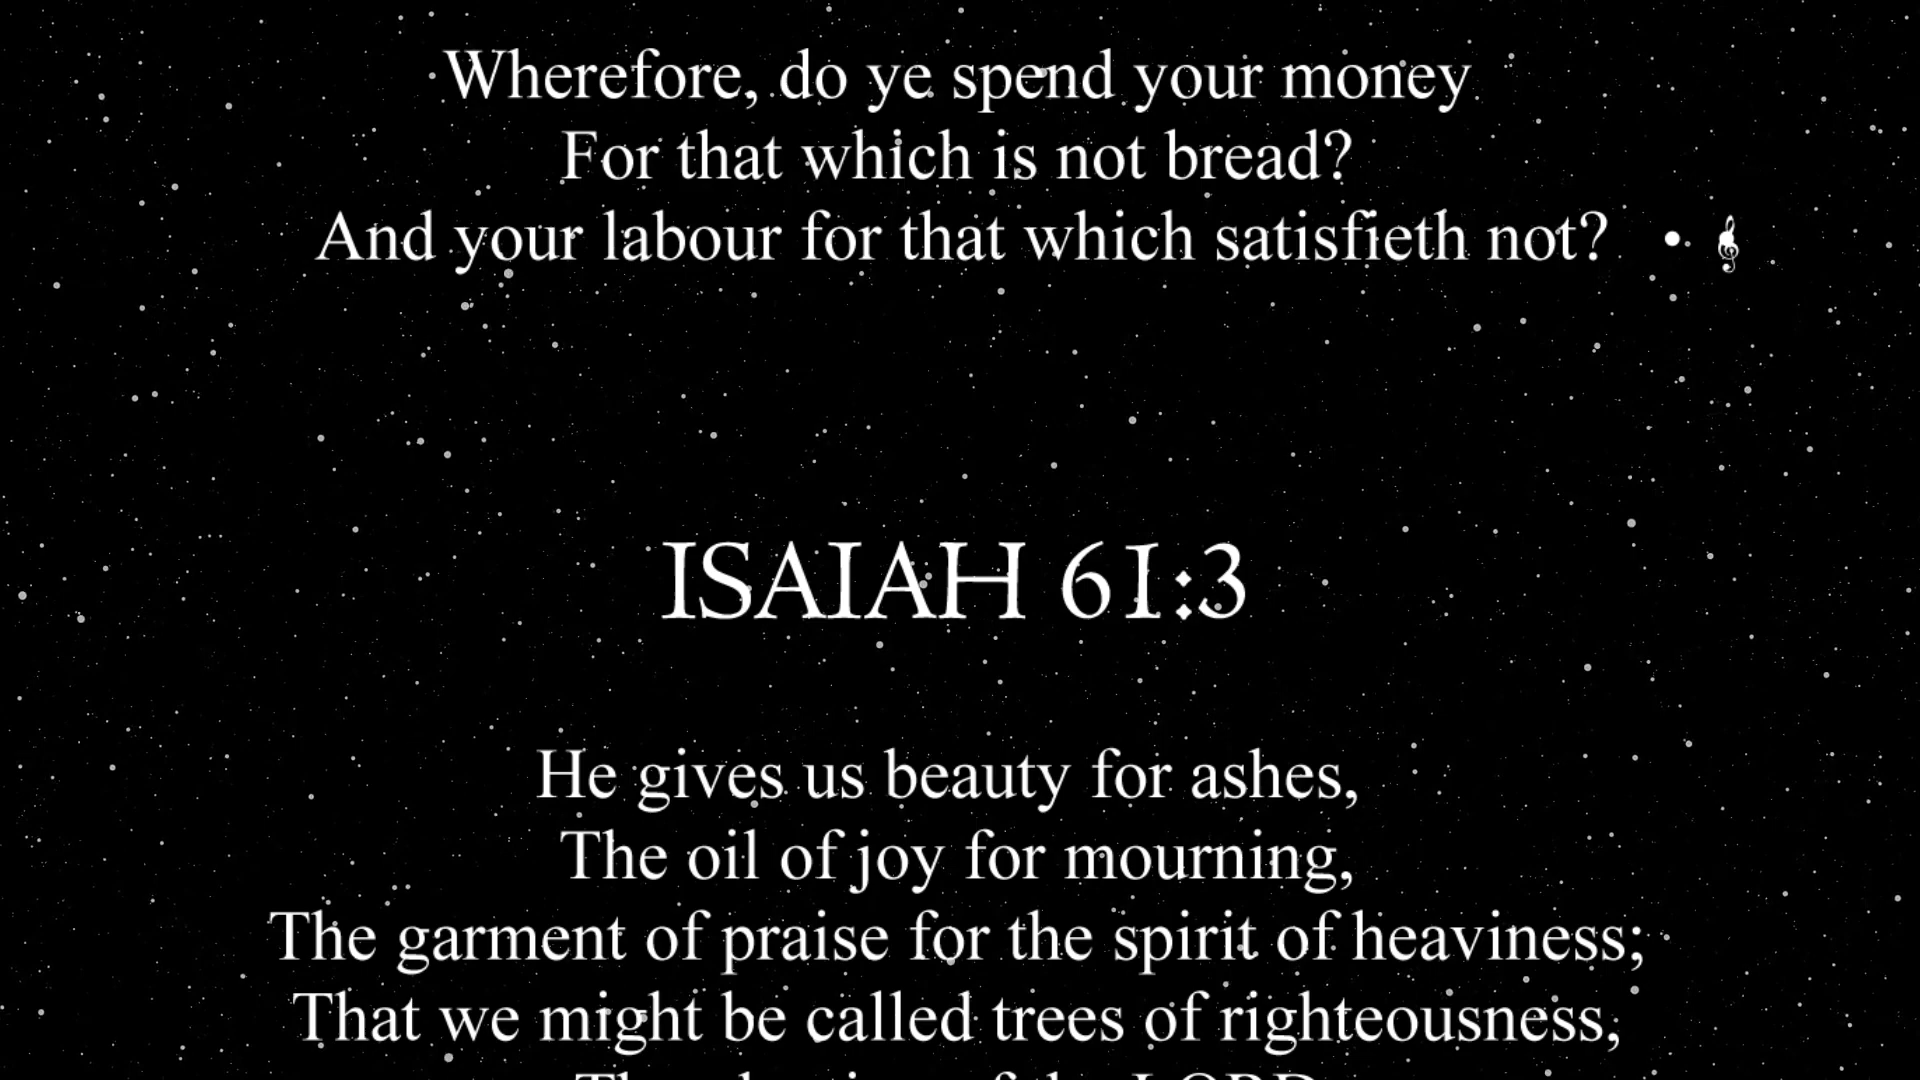 Wherefore, do ye spend your money
For that which is not bread?
And your labour for that which satisfieth not?
ISAIAH 61:3
He gives us beauty for ashes,
The oil of joy for mourning,
The garment of praise for the spirit of heaviness;
That we might be called trees of righteousness,